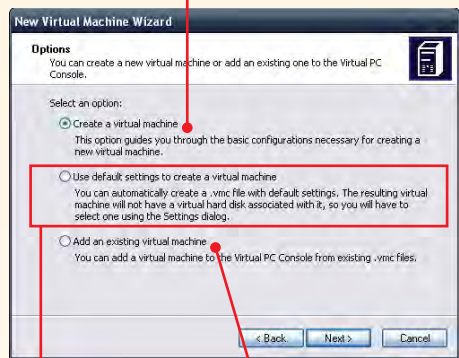 New Virtual Machine Wizard
Options
You can create a new virtual machine or add an existing one to the Virtual PC
Console.
Select an option:
Create a virtual machine
This option guides you through the basic configurations necessary for creating a
new virtual machine.
Use default settings to create a virtual machine
You can automatically create a .vmc file with default settings. The resulting virtual
machine will not have a virtual hard disk associated with it, so you will have to
select one using the Settings dialog.
Add an existing virtual machine
You can add a virtual machine to the Virtual PC Console from existing .vmc files.
< Back
Next >
Cancel